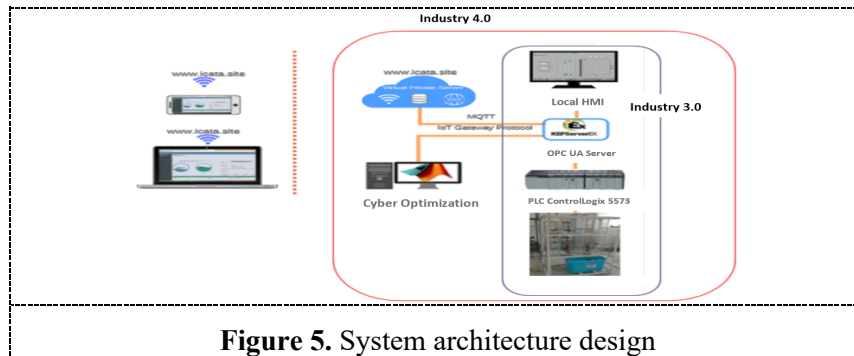 Industry 4.0
www.icata.site
www.icata.site
www.icata.site
Virtual Private Server
MQTT
IoT Gateway Protocol
Cyber Optimization
Local HMI
Industry 3.0
Ex
KEPServerEX
OPC UA Server
PLC ControlLogix 5573
Figure 5. System architecture design